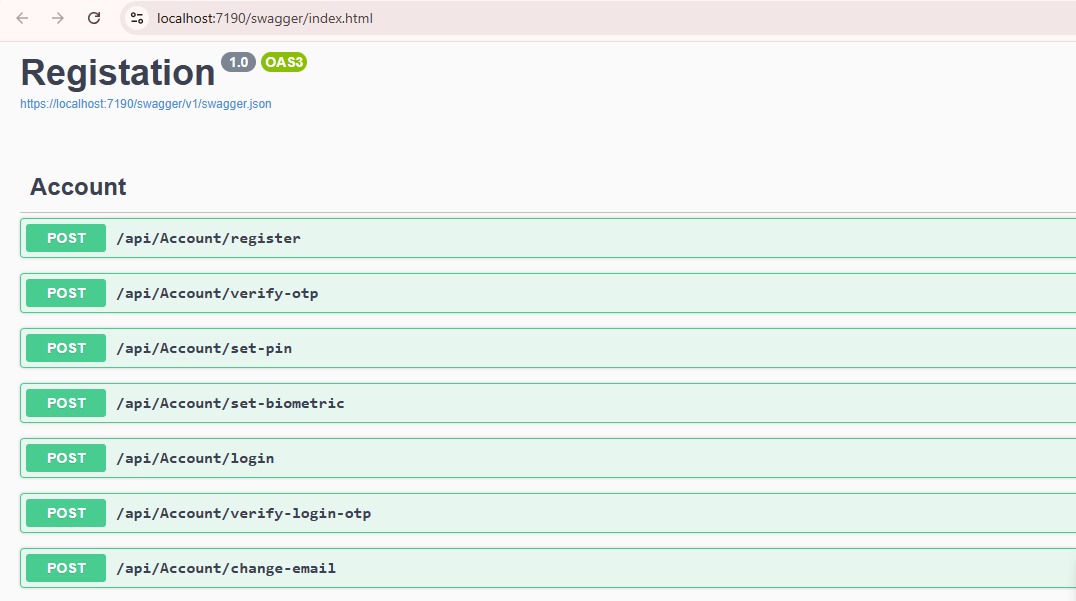 localhost:7190/swagger/index.html
Registation 1.0 OAS3
https://localhost:7190/swagger/v1/swagger.json
Account
POST /api/Account/register
POST /api/Account/verify-otp
POST /api/Account/set-pin
POST /api/Account/set-biometric
POST /api/Account/login
POST /api/Account/verify-login-otp
POST /api/Account/change-email